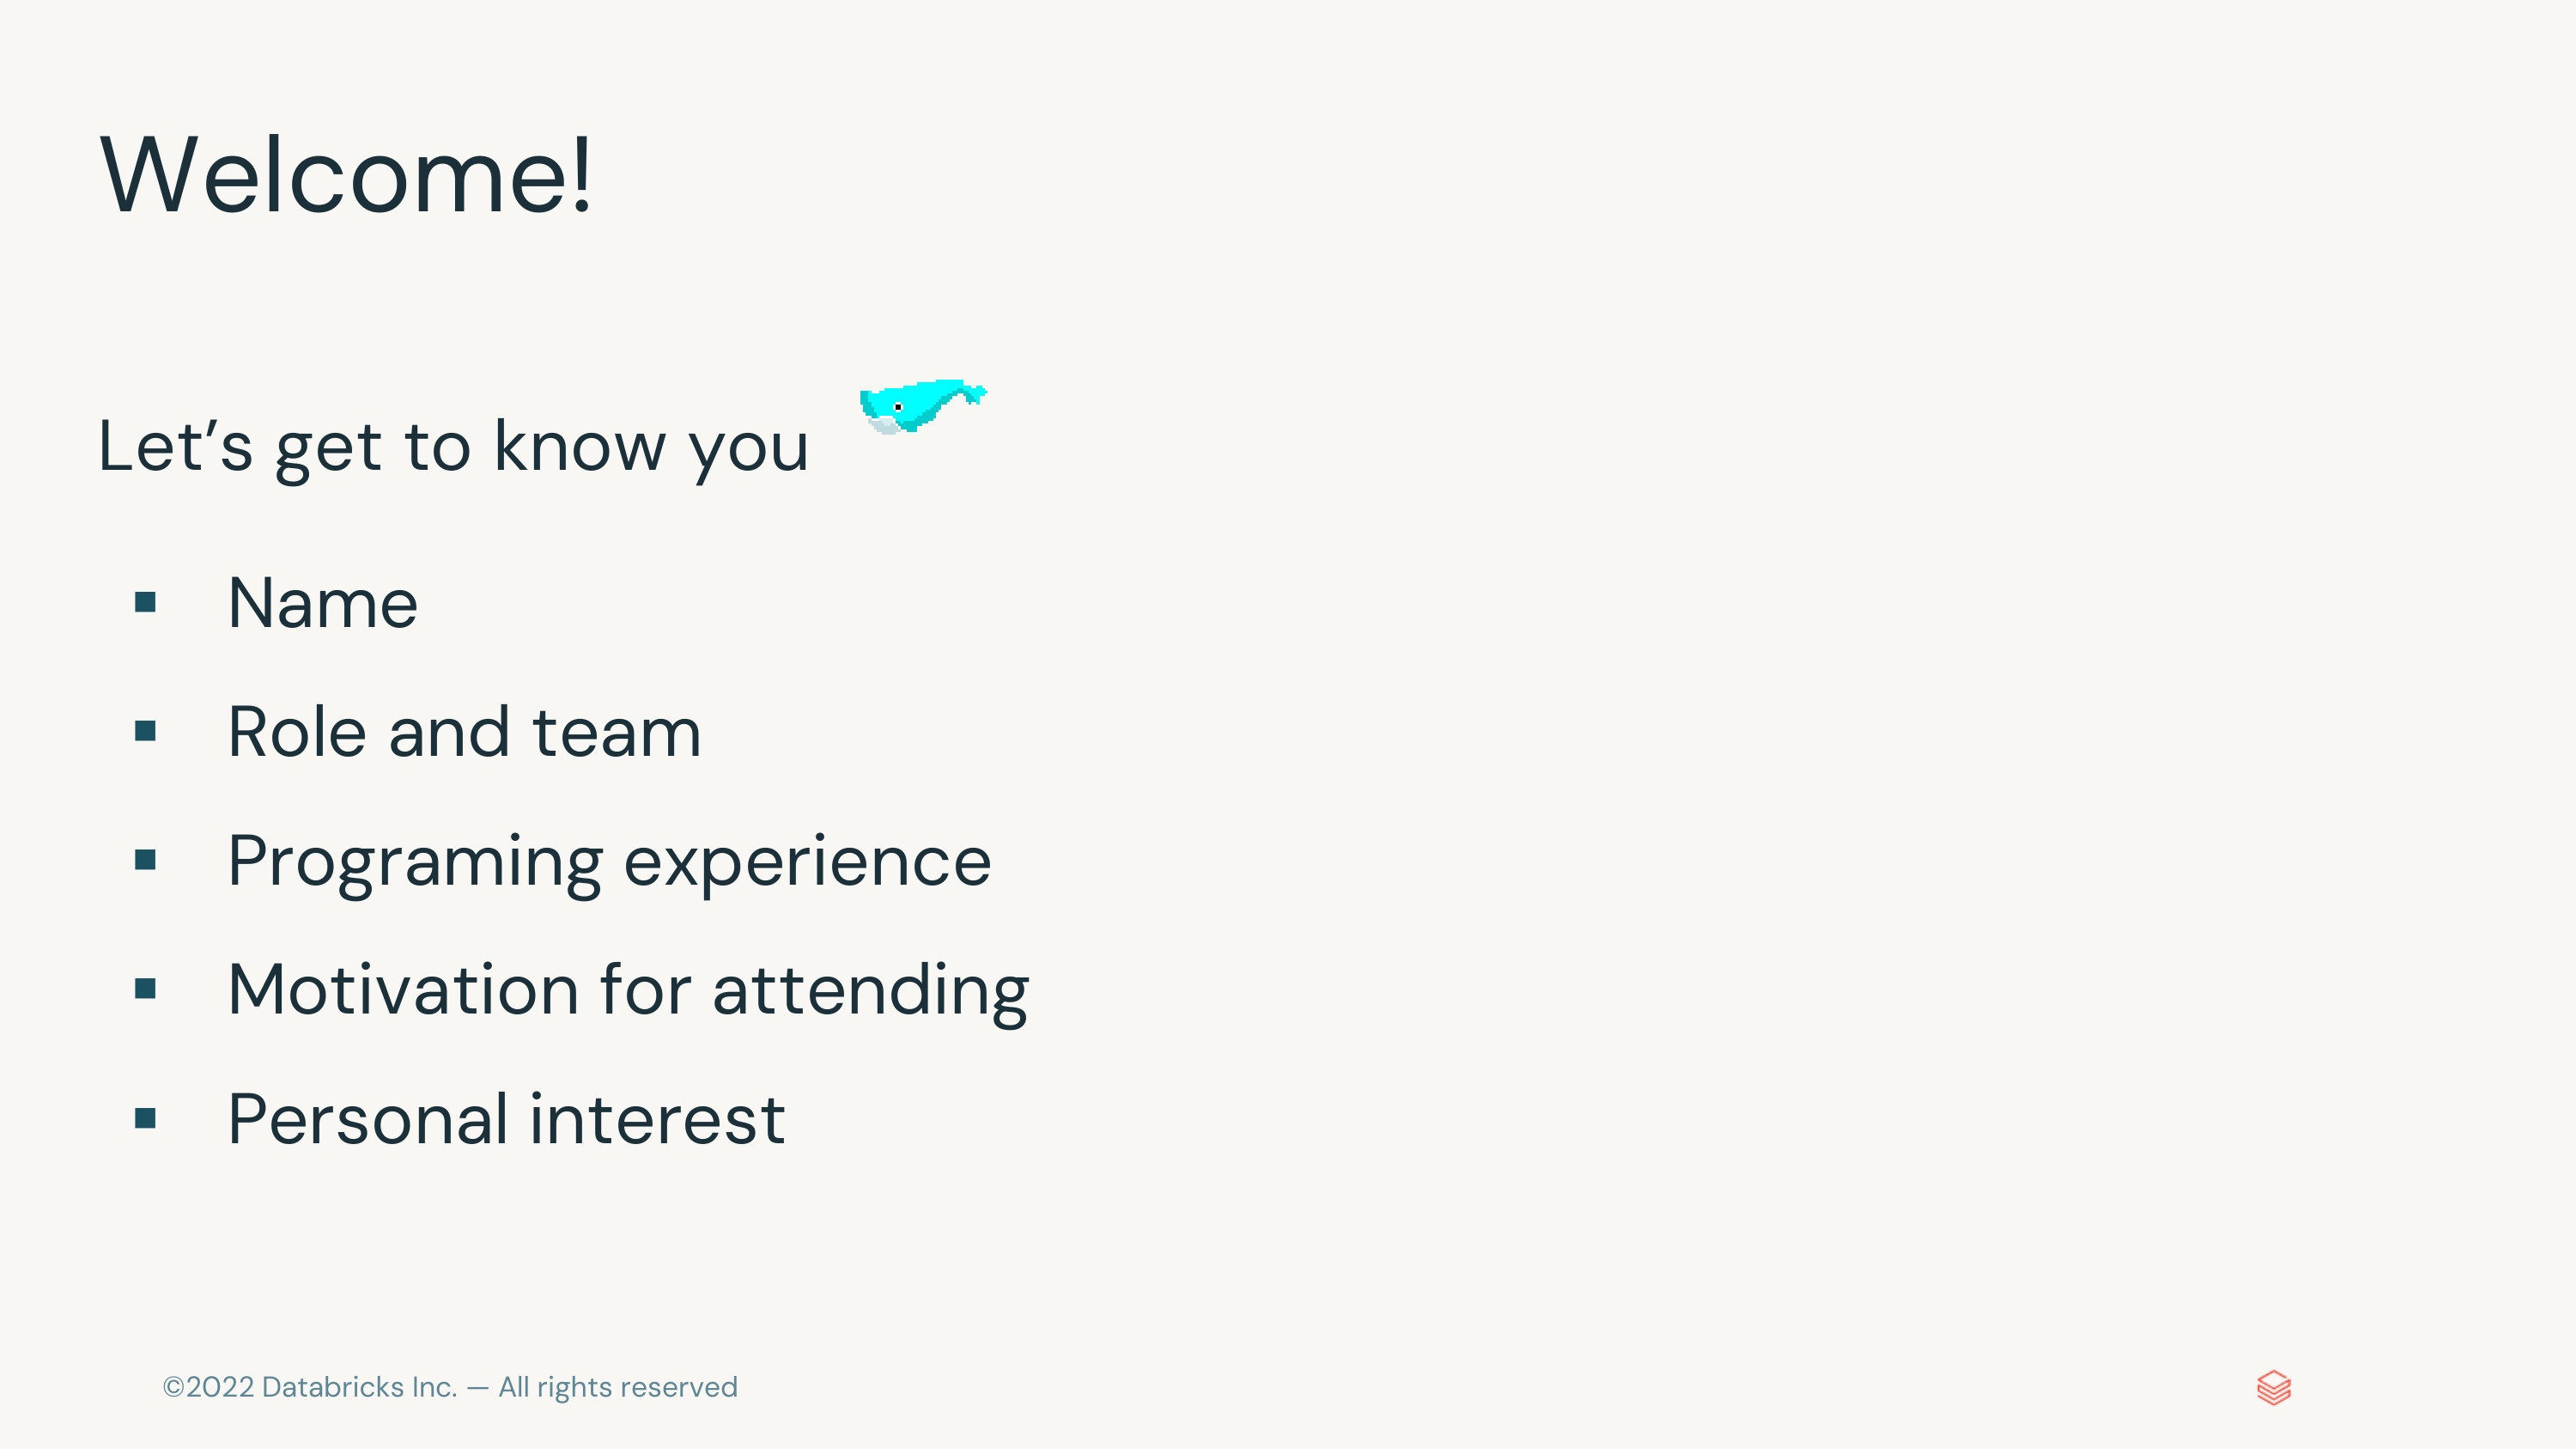 Welcome!
Let’s get to know you
▪ Name
▪ Role and team
▪ Programing experience
▪ Motivation for attending
▪ Personal interest
©2022 Databricks Inc. — All rights reserved